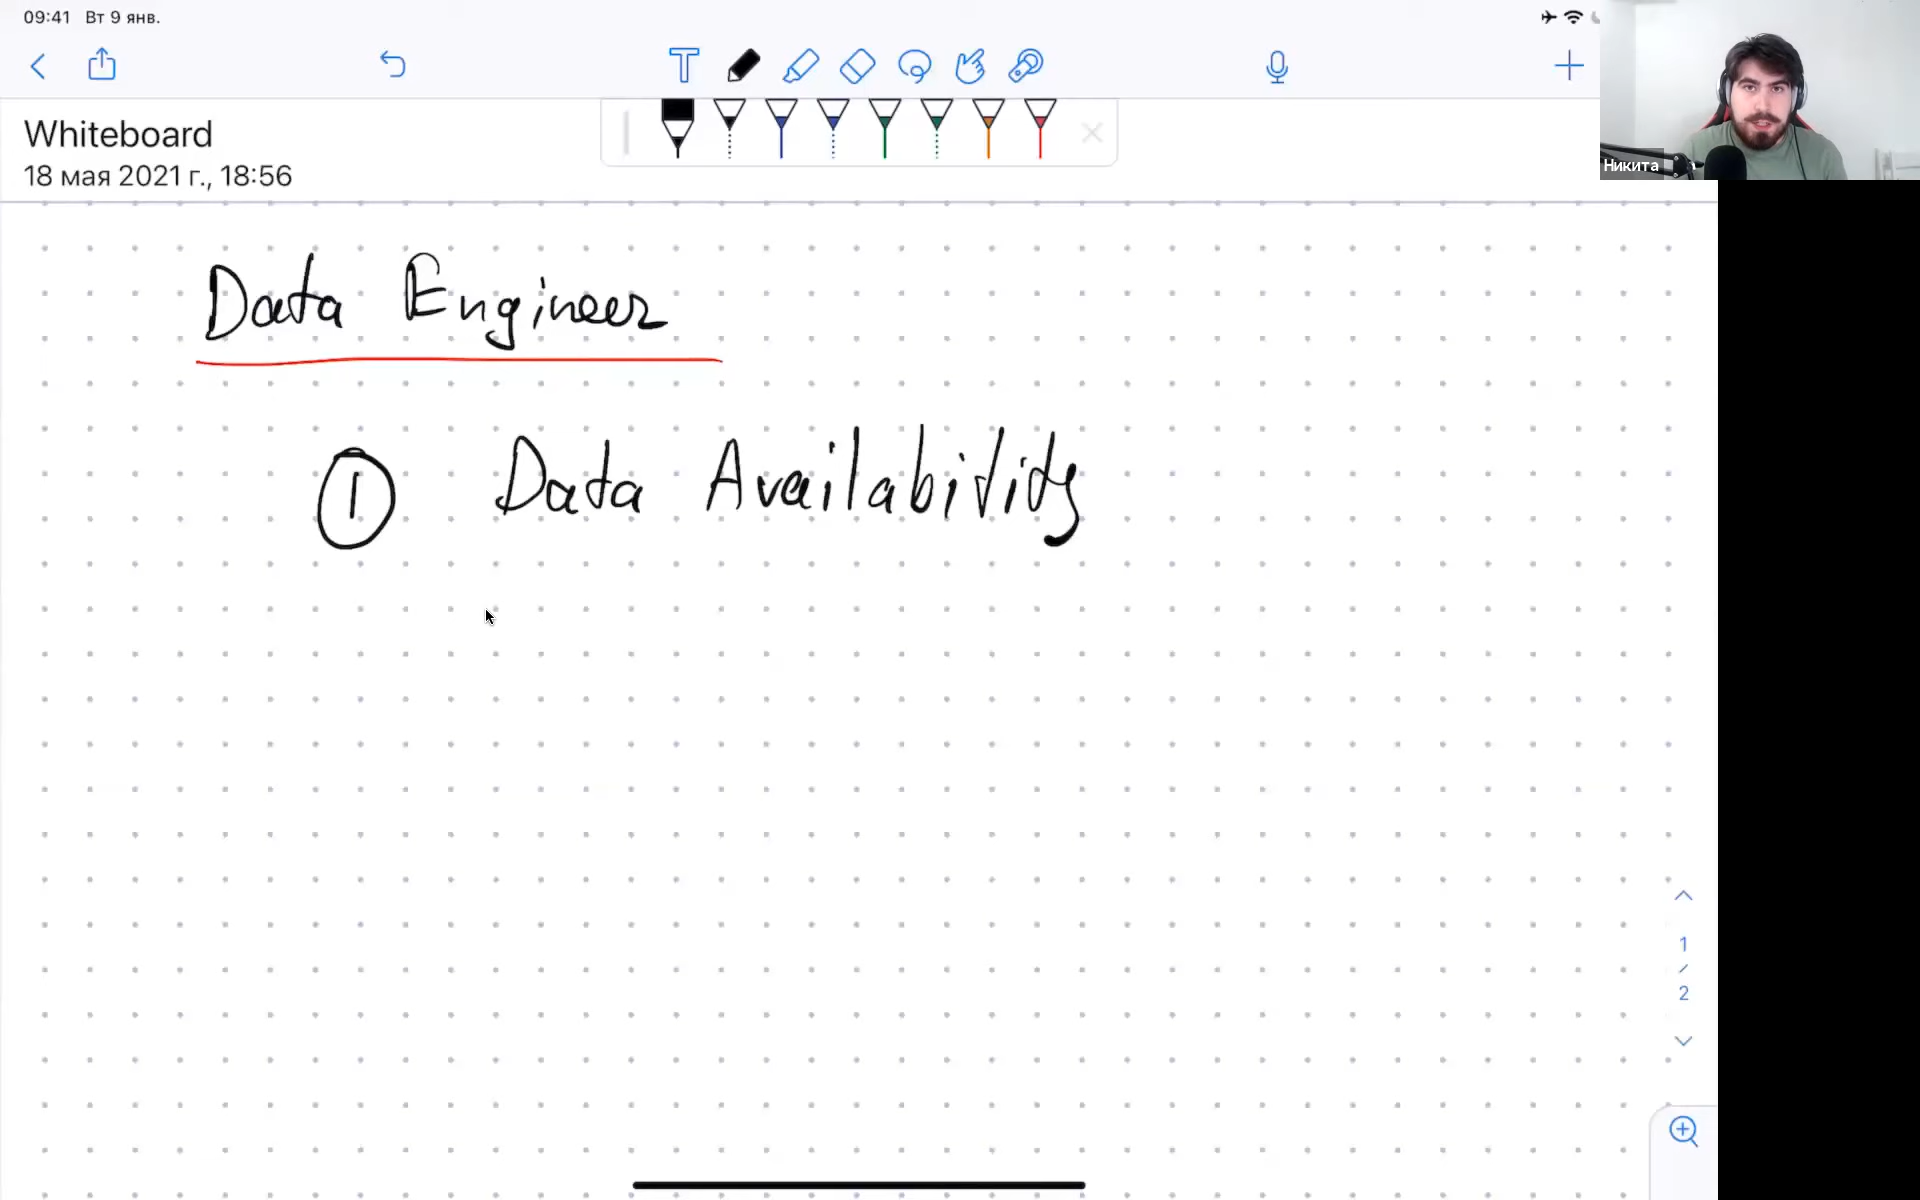 09:41 Вт 9 янв.
Никита
Whiteboard
18 мая 2021 г., 18:56
Data Engineer
1 Data Availability
1
/
2